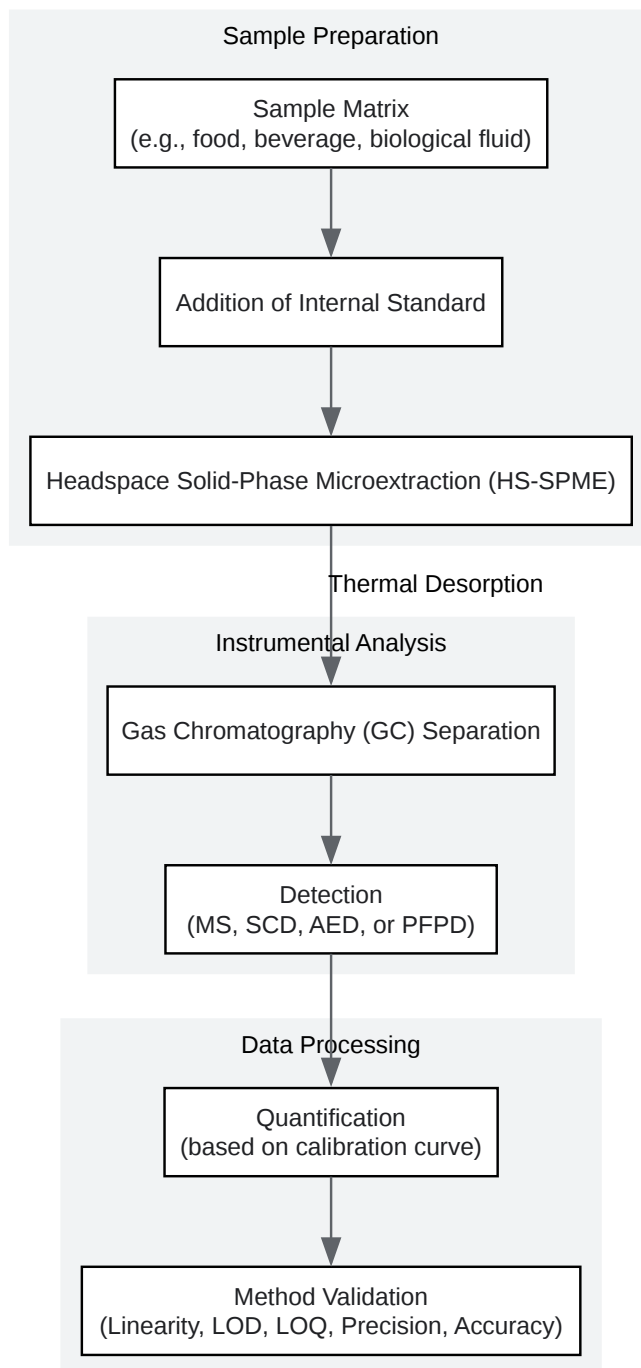 Sample Preparation
Sample Matrix
(e.g., food, beverage, biological fluid)
Addition of Internal Standard
Headspace Solid-Phase Microextraction (HS-SPME)
Thermal Desorption
Instrumental Analysis
Gas Chromatography (GC) Separation
Detection
(MS, SCD, AED, or PFPD)
Data Processing
Quantification
(based on calibration curve)
Method Validation
(Linearity, LOD, LOQ, Precision, Accuracy)